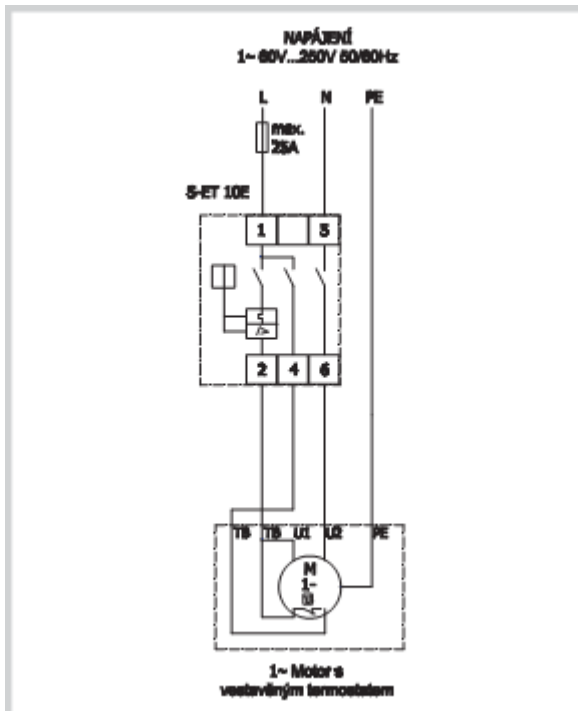 NAPÁJENÍ
1~ 60V...250V 50/60Hz
L N PE
max.
25A
S-ET 10E
1 5
2 4 6
TB TB U1 U2 PE
M
1~
1~ Motor s
vestavěným termostatem